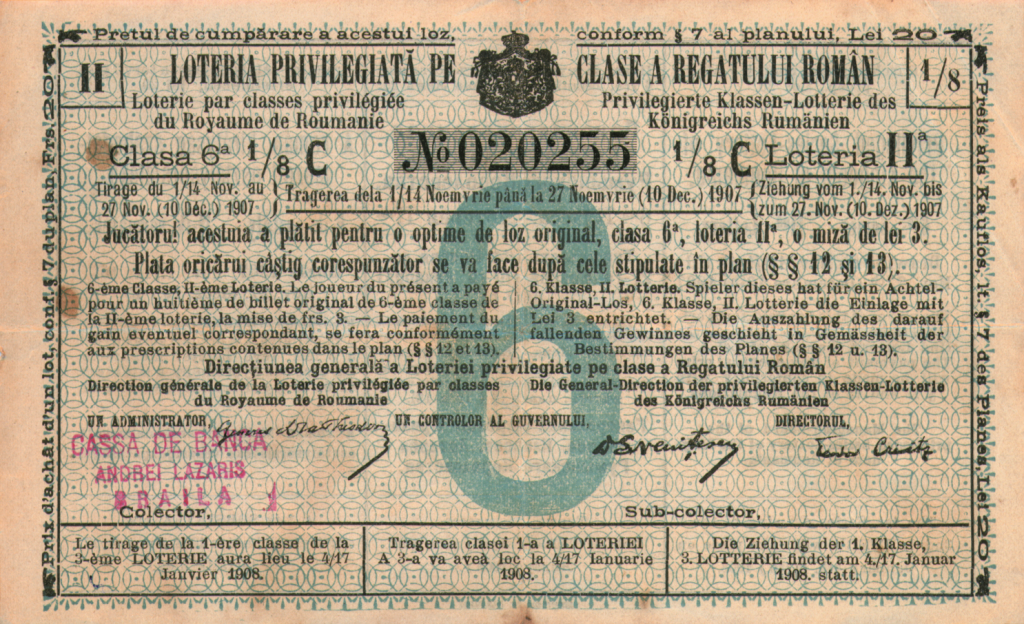 Prețul de cumpărare a acestui loz, conform § 7 al planului, Lei 20
II
LOTERIA PRIVILEGIATĂ PE CLASE A REGATULUI ROMÂN
1/8
Loterie par classes privilégiée
du Royaume de Roumanie
Privilegierte Klassen-Lotterie des
Königreichs Rumänien
Clasa 6a 1/8 C
No 020255
1/8 C Loteria IIa
Tirage du 1/14 Nov. au
27 Nov. (10 Déc.) 1907
Tragerea dela 1/14 Noemvrie până la 27 Noemvrie (10 Dec.) 1907
Ziehung vom 1./14. Nov. bis
zum 27. Nov. (10. Dez.) 1907
Jucătorul acestuia a plătit pentru o optime de loz original, clasa 6a, loteria IIa, o miză de lei 3.
Plata oricărui câștig corespunzător se va face după cele stipulate în plan (§ § 12 și 13).
6-ème Classe, II-ème Loterie. Le joueur du présent a payé
pour un huitième de billet original de 6-ème classe de
la II-ème loterie, la mise de frs. 3. — Le paiement du
gain eventuel correspondant, se fera conformément
aux prescriptions contenues dans le plan (§ § 12 et 13).
6. Klasse, II. Lotterie. Spieler dieses hat für ein Achtel-
Original-Los, 6. Klasse, II. Lotterie die Einlage mit
Lei 3 entrichtet. — Die Auszahlung des darauf
fallenden Gewinnes geschieht in Gemässheit der
Bestimmungen des Planes (§ § 12 u. 13).
Direcțiunea generală a Loteriei privilegiate pe clase a Regatului Român
Direction générale de la Loterie privilégiée par classes
du Royaume de Roumanie
Die General-Direction der privilegierten Klassen-Lotterie
des Königreichs Rumänien
UN ADMINISTRATOR,
UN CONTROLOR AL GUVERNULUI,
DIRECTORUL,
CASSA DE BANCA
ANDREI LAZARIS
BRAILA
Colector,
Sub-colector,
6
Le tirage de la 1-ère classe de la
3-ème LOTERIE aura lieu le 4/17
Janvier 1908.
Tragerea clasei 1-a a LOTERIEI
A 3-a va aveà loc la 4/17 Ianuarie
1908.
Die Ziehung der 1. Klasse,
3. LOTTERIE findet am 4./17. Januar
1908. statt.
Prix d'achat d'un lot, conf. § 7 du plan, Frs. 20
Preis als Kauflos, lt. § 7 des Planes, Lei 20